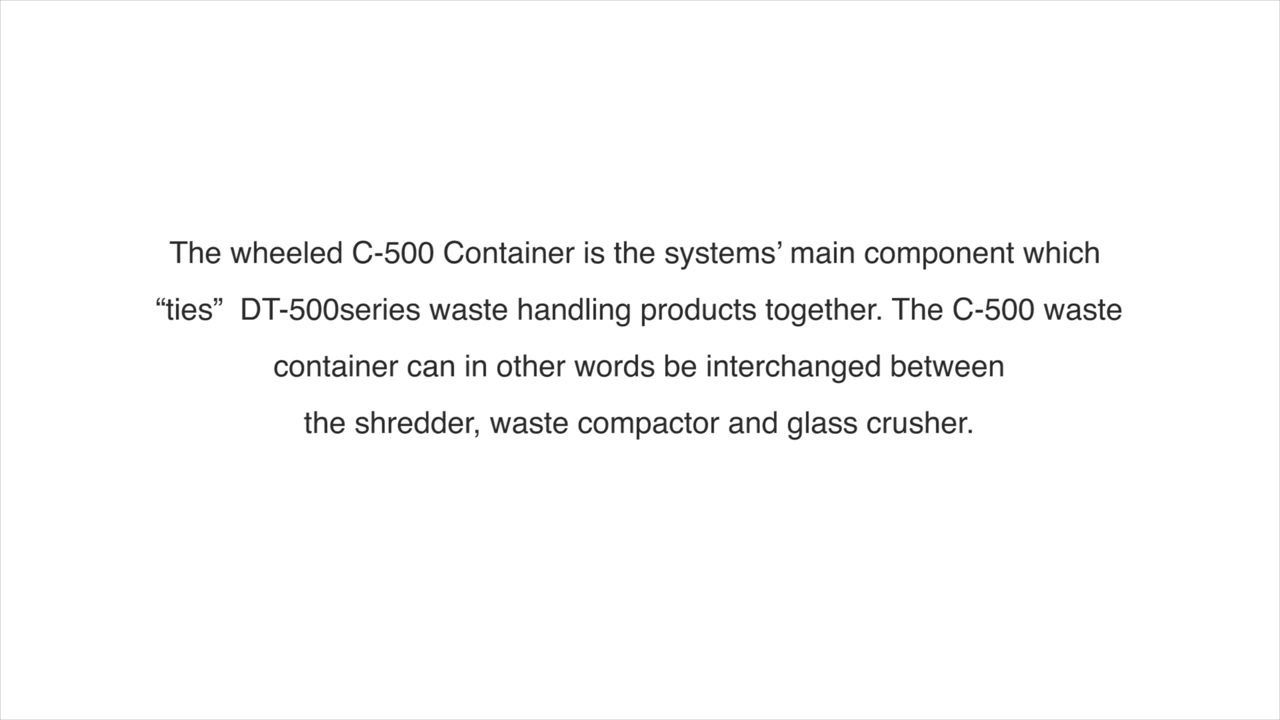 The wheeled C-500 Container is the systems’ main component which
“ties”  DT-500series waste handling products together. The C-500 waste
container can in other words be interchanged between
the shredder, waste compactor and glass crusher.